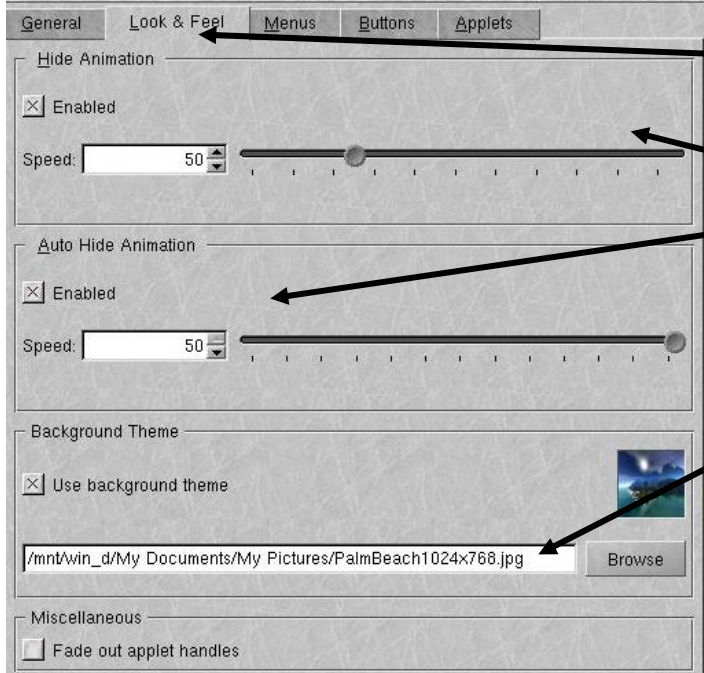 General Look & Feel Menus Buttons Applets
Hide Animation
Enabled
Speed: 50
Auto Hide Animation
Enabled
Speed: 50
Background Theme
Use background theme
/mnt/win_d/My Documents/My Pictures/PalmBeach1024x768.jpg Browse
Miscellaneous
Fade out applet handles